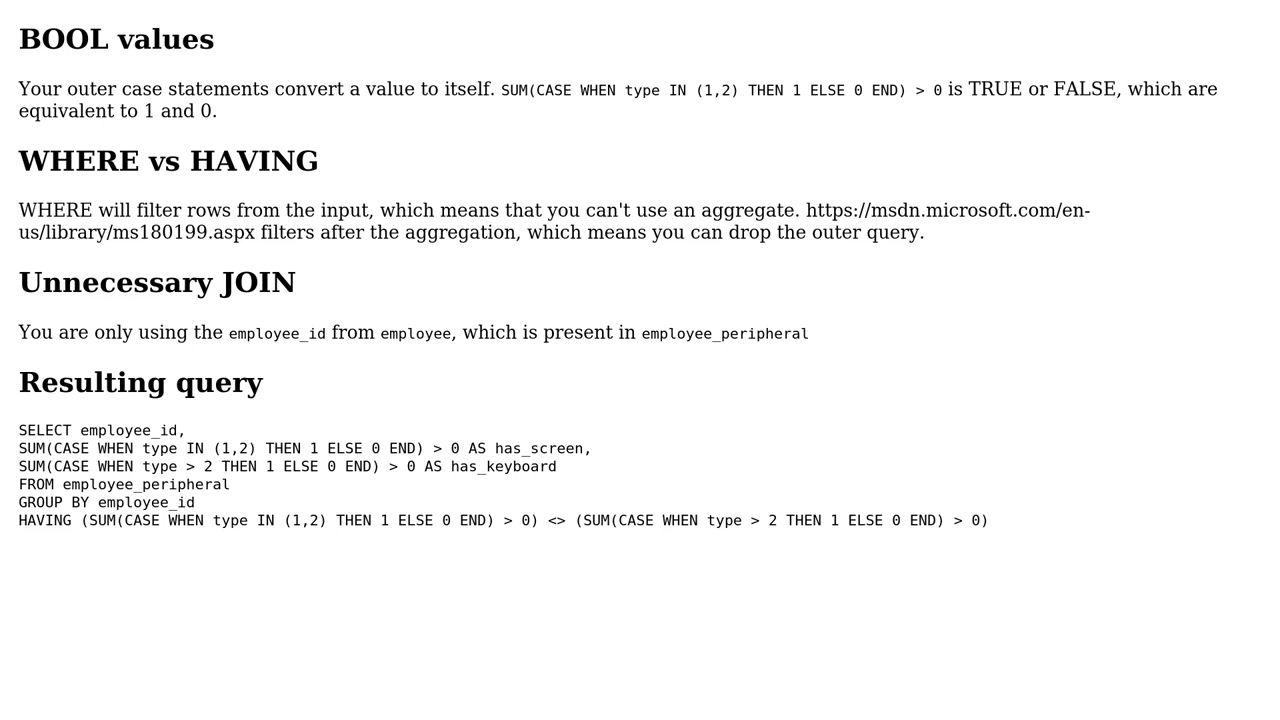 BOOL values
Your outer case statements convert a value to itself. SUM(CASE WHEN type IN (1,2) THEN 1 ELSE 0 END) > 0 is TRUE or FALSE, which are
equivalent to 1 and 0.
WHERE vs HAVING
WHERE will filter rows from the input, which means that you can't use an aggregate. https://msdn.microsoft.com/en-
us/library/ms180199.aspx filters after the aggregation, which means you can drop the outer query.
Unnecessary JOIN
You are only using the employee_id from employee, which is present in employee_peripheral
Resulting query
SELECT employee_id,
SUM(CASE WHEN type IN (1,2) THEN 1 ELSE 0 END) > 0 AS has_screen,
SUM(CASE WHEN type > 2 THEN 1 ELSE 0 END) > 0 AS has_keyboard
FROM employee_peripheral
GROUP BY employee_id
HAVING (SUM(CASE WHEN type IN (1,2) THEN 1 ELSE 0 END) > 0) <> (SUM(CASE WHEN type > 2 THEN 1 ELSE 0 END) > 0)